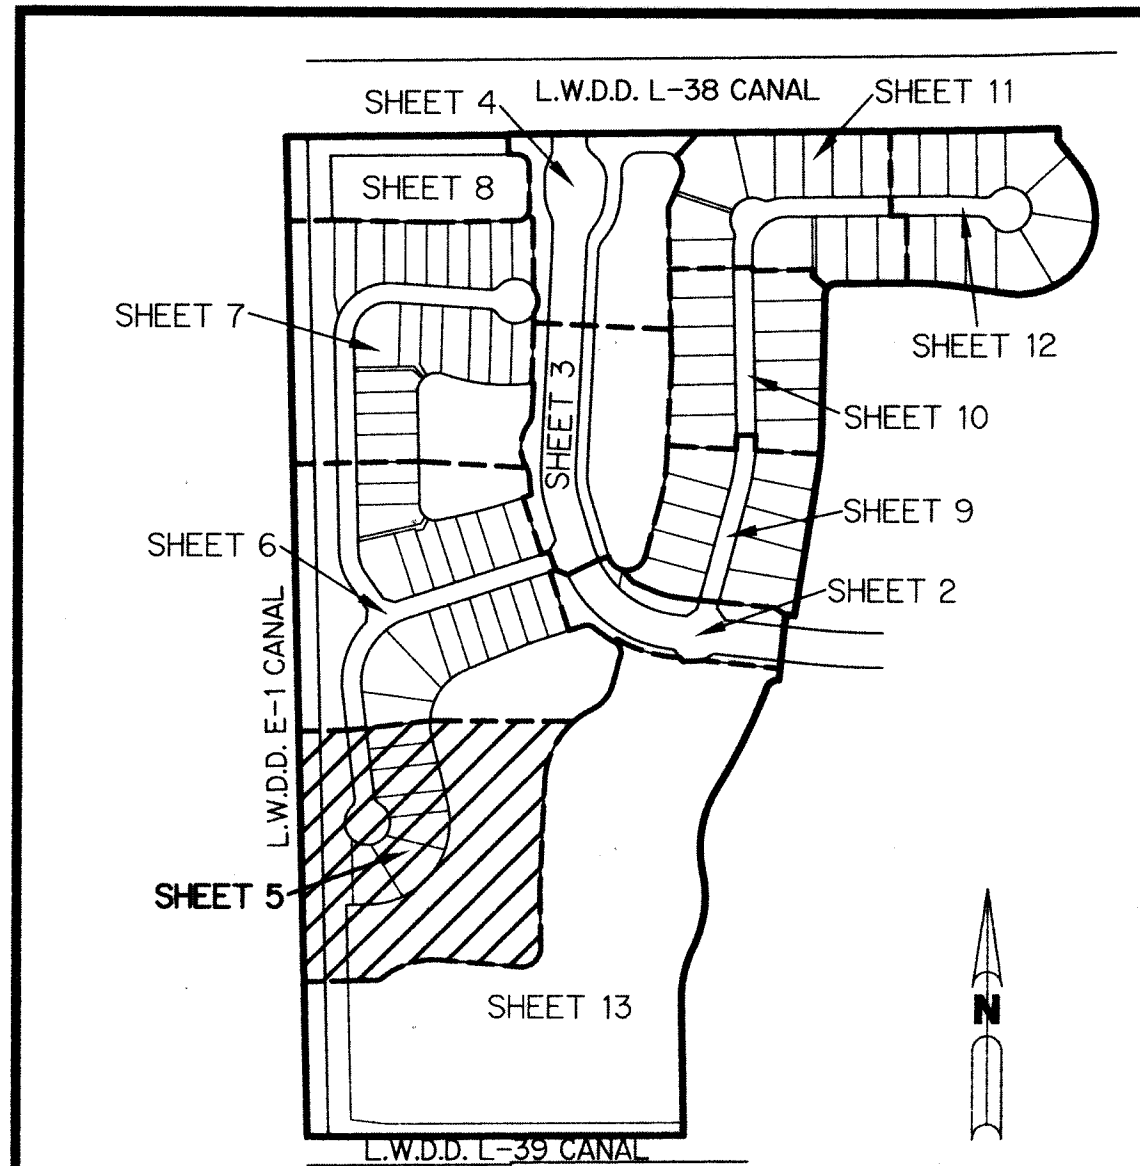 L.W.D.D. L-38 CANAL
SHEET 4
SHEET 11
SHEET 8
SHEET 7
SHEET 12
SHEET 3
SHEET 10
SHEET 9
SHEET 6
SHEET 2
L.W.D.D. E-1 CANAL
SHEET 5
SHEET 13
N
L.W.D.D. L-39 CANAL